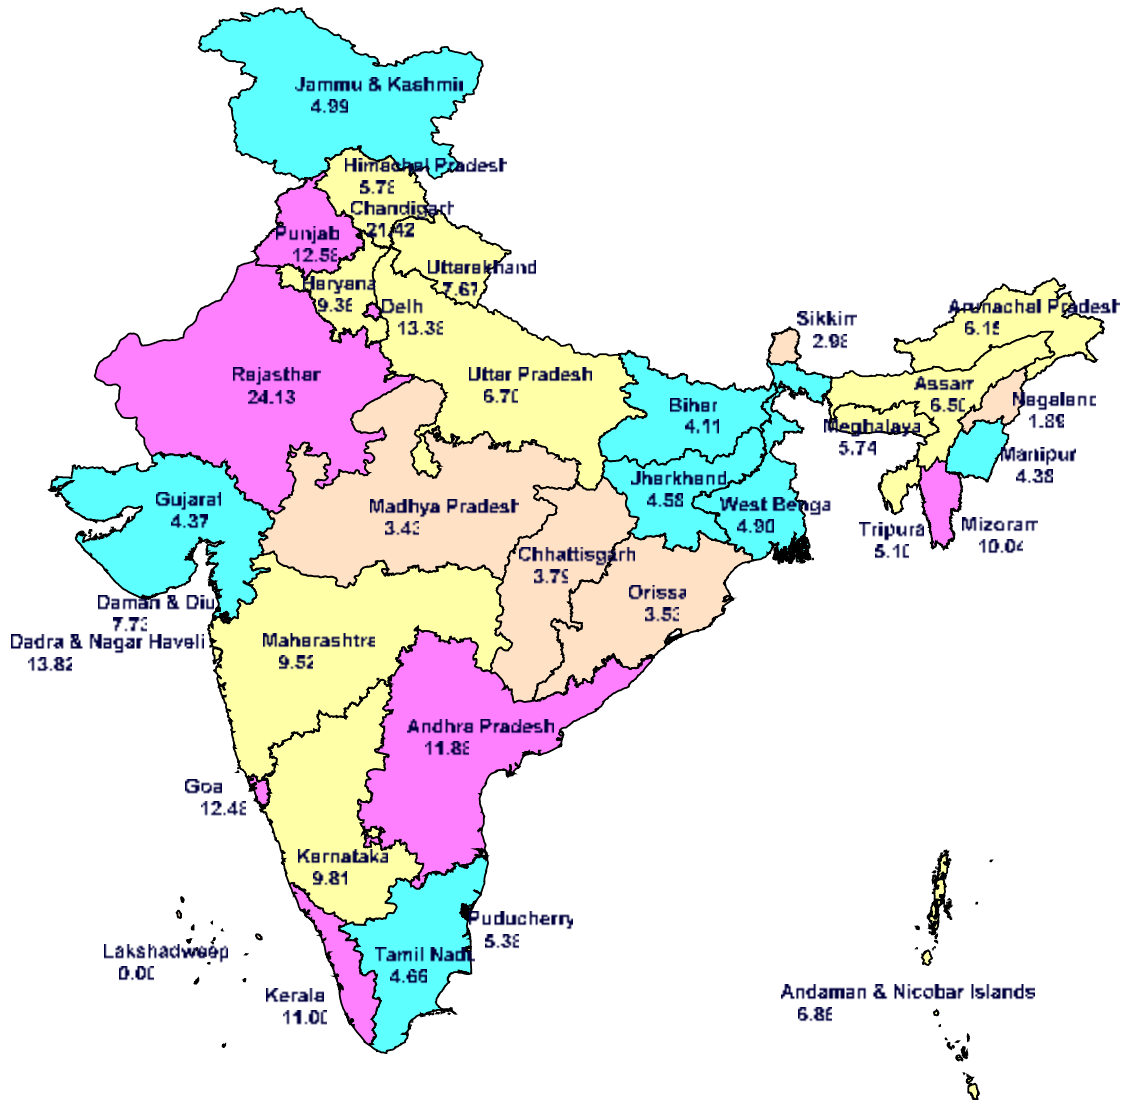 Jammu & Kashmir
4.99
Himachal Pradesh
5.78
Chandigarh
21.42
Punjab
12.58
Uttarakhand
7.67
Haryana
9.36
Delh
13.38
Sikkim
2.98
Arunachal Pradesh
6.15
Rajasthan
24.13
Uttar Pradesh
6.70
Assam
6.50
Bihar
4.11
Nagaland
1.89
Meghalaya
5.74
Manipur
4.38
Jharkhand
4.58
Gujarat
4.37
Madhya Pradesh
3.43
West Benga
4.90
Tripura
5.10
Mizoram
10.04
Chhattisgarh
3.79
Orissa
3.53
Daman & Diu
7.73
Dadra & Nagar Haveli
13.82
Maharashtra
9.52
Andhra Pradesh
11.88
Goa
12.48
Karnataka
9.81
Puducherry
5.38
Lakshadweep
0.00
Tamil Nadu
4.66
Kerala
11.00
Andaman & Nicobar Islands
6.86